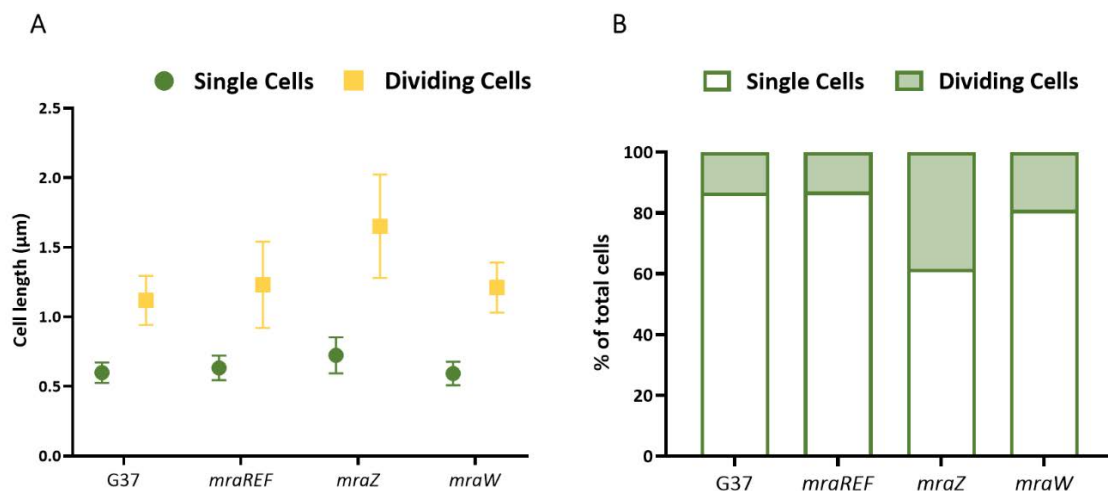 A
Single Cells Dividing Cells
2.5
2.0
1.5
1.0
0.5
0.0
Cell length (µm)
G37 mraREF mraZ mraW
B
Single Cells Dividing Cells
100
80
60
40
20
0
% of total cells
G37 mraREF mraZ mraW